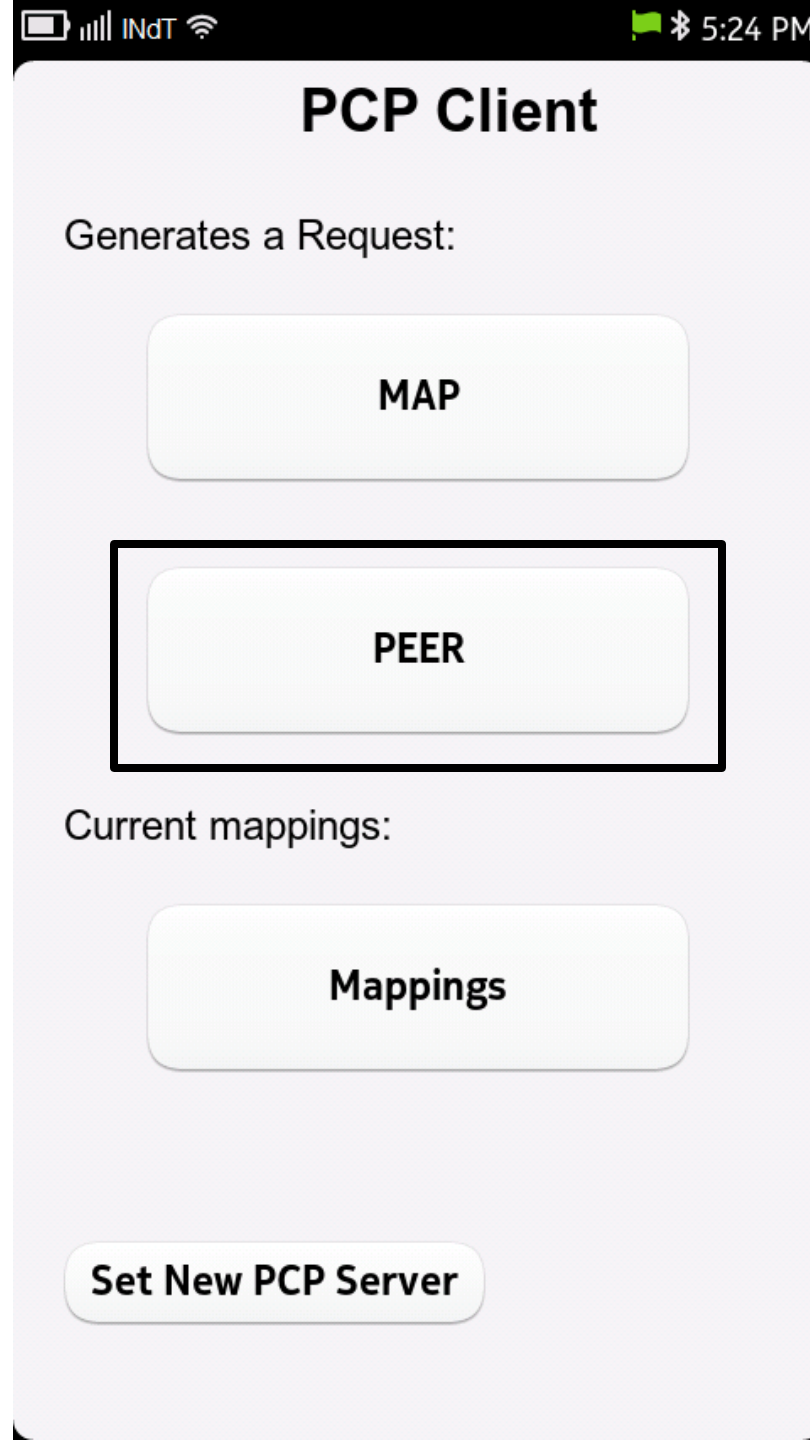 INdT 5:24 PM
PCP Client
Generates a Request:
MAP
PEER
Current mappings:
Mappings
Set New PCP Server